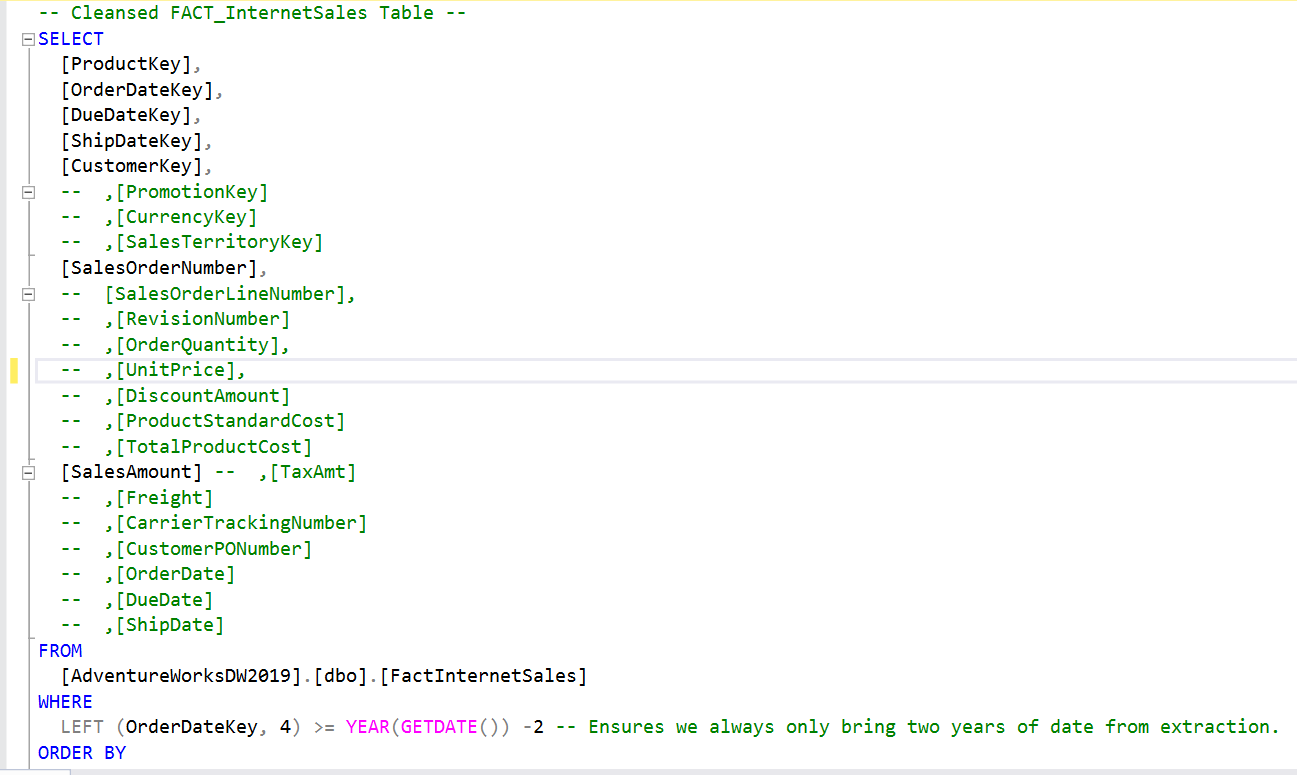 -- Cleansed FACT_InternetSales Table --
SELECT
[ProductKey],
[OrderDateKey],
[DueDateKey],
[ShipDateKey],
[CustomerKey],
--  ,[PromotionKey]
--  ,[CurrencyKey]
--  ,[SalesTerritoryKey]
[SalesOrderNumber],
--  [SalesOrderLineNumber],
--  ,[RevisionNumber]
--  ,[OrderQuantity],
--  ,[UnitPrice],
--  ,[DiscountAmount]
--  ,[ProductStandardCost]
--  ,[TotalProductCost]
[SalesAmount] --  ,[TaxAmt]
--  ,[Freight]
--  ,[CarrierTrackingNumber]
--  ,[CustomerPONumber]
--  ,[OrderDate]
--  ,[DueDate]
--  ,[ShipDate]
FROM
[AdventureWorksDW2019].[dbo].[FactInternetSales]
WHERE
LEFT (OrderDateKey, 4) >= YEAR(GETDATE()) -2 -- Ensures we always only bring two years of date from extraction.
ORDER BY